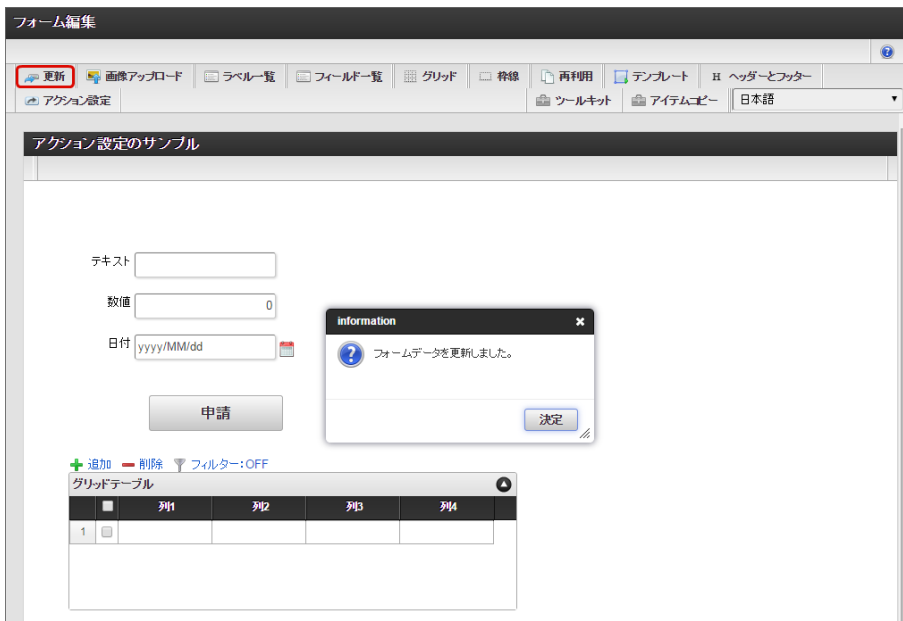 フォーム編集
更新 画像アップロード ラベル一覧 フィールド一覧 グリッド 枠線 再利用 テンプレート H ヘッダーとフッター
アクション設定 ツールキット アイテムコピー 日本語
アクション設定のサンプル
テキスト
数値 0
日付 yyyy/MM/dd
information
フォームデータを更新しました。
決定
申請
追加 削除 フィルター:OFF
グリッドテーブル
列1 列2 列3 列4
1